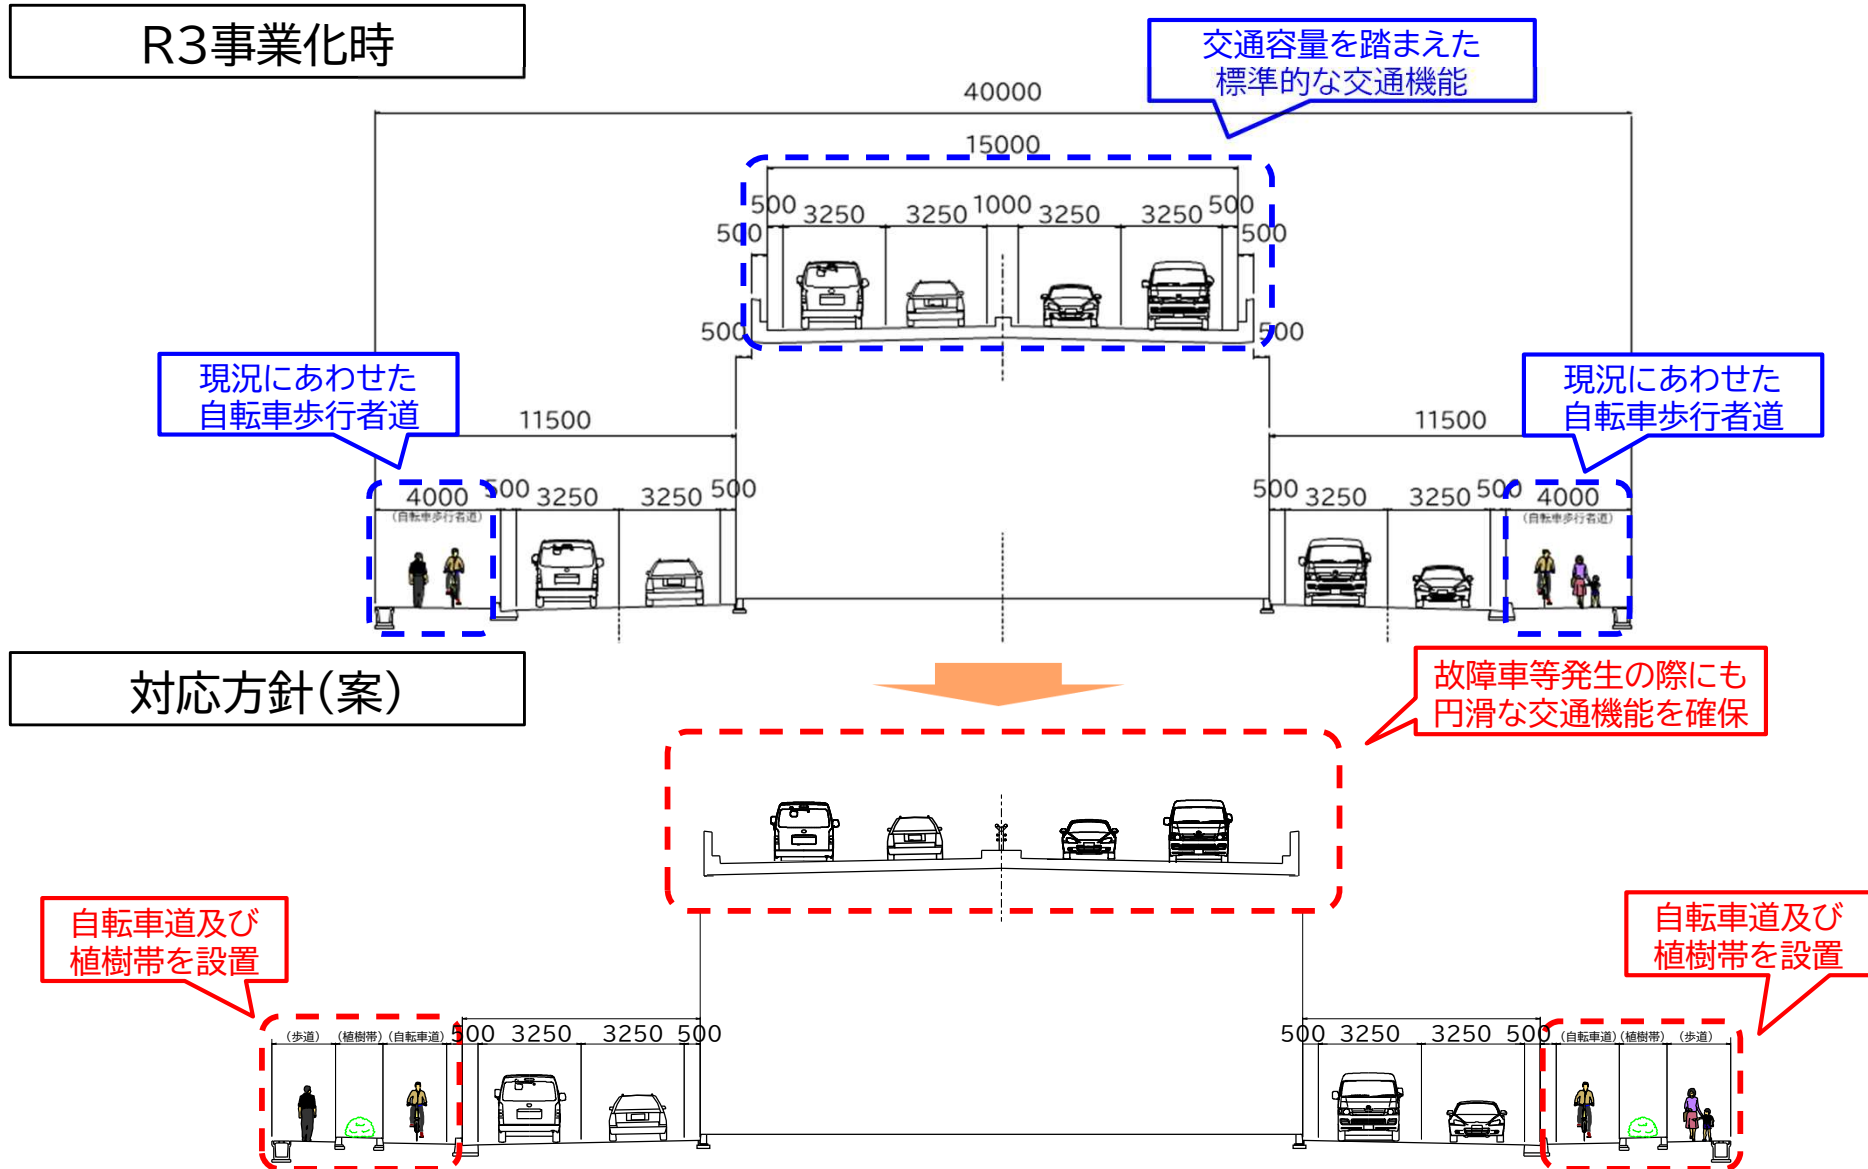 R3事業化時
交通容量を踏まえた
標準的な交通機能
40000
15000
500 3250 3250 1000 3250 3250 500
500 500
500 500
現況にあわせた
自転車歩行者道
現況にあわせた
自転車歩行者道
11500 11500
4000 500 3250 3250 500
500 3250 3250 500 4000
(自転車歩行者道)
(自転車歩行者道)
対応方針(案)
故障車等発生の際にも
円滑な交通機能を確保
自転車道及び
植樹帯を設置
自転車道及び
植樹帯を設置
(歩道) (植樹帯) (自転車道) 500 3250 3250 500
500 3250 3250 500 (自転車道) (植樹帯) (歩道)